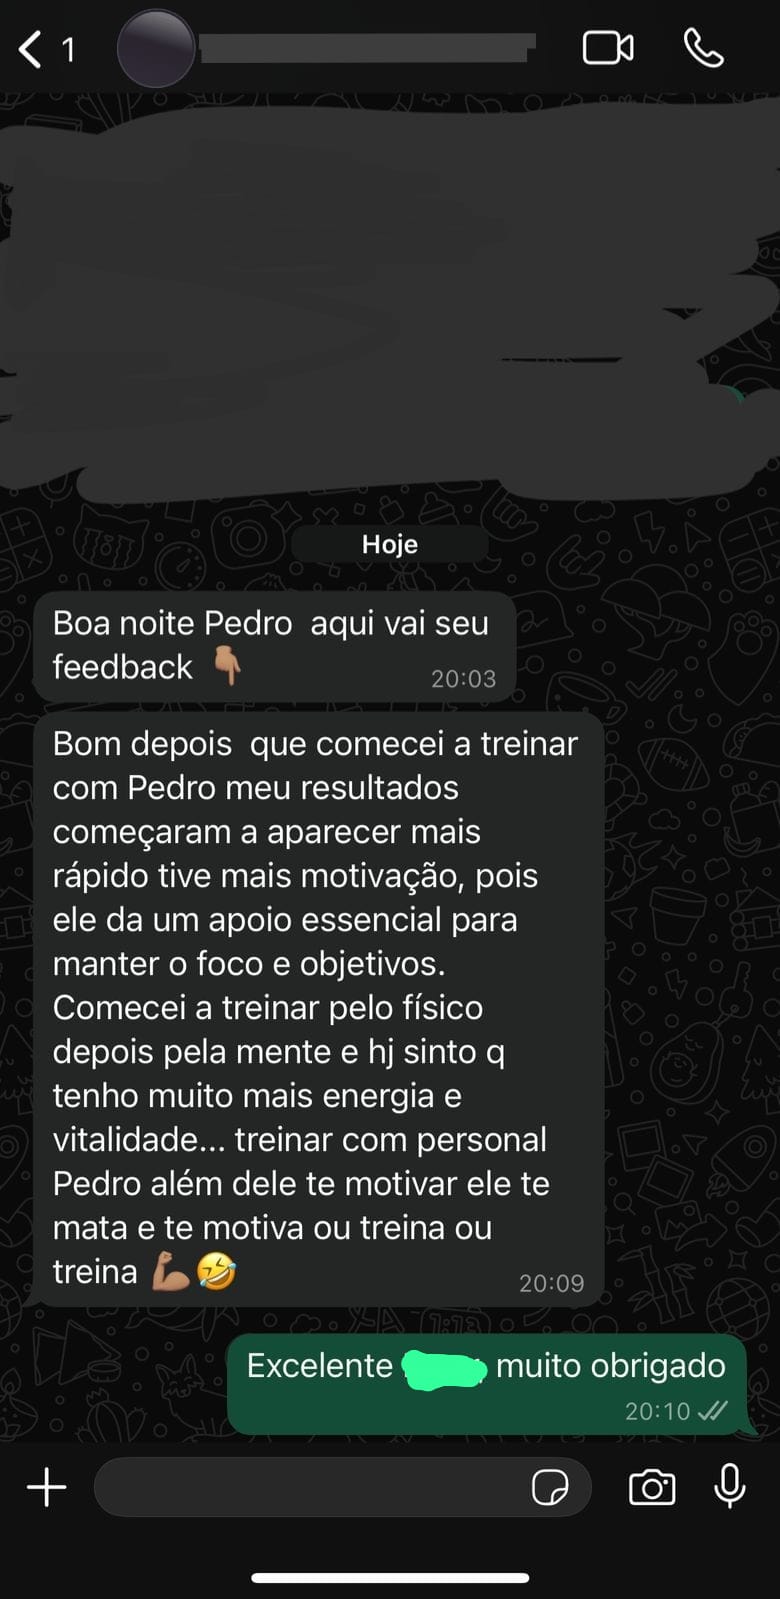 1
Hoje
Boa noite Pedro  aqui vai seu
feedback 👇🏽
20:03
Bom depois  que comecei a treinar
com Pedro meu resultados
começaram a aparecer mais
rápido tive mais motivação, pois
ele da um apoio essencial para
manter o foco e objetivos.
Comecei a treinar pelo físico
depois pela mente e hj sinto q
tenho muito mais energia e
vitalidade... treinar com personal
Pedro além dele te motivar ele te
mata e te motiva ou treina ou
treina 💪🏽🤣
20:09
Excelente muito obrigado
20:10